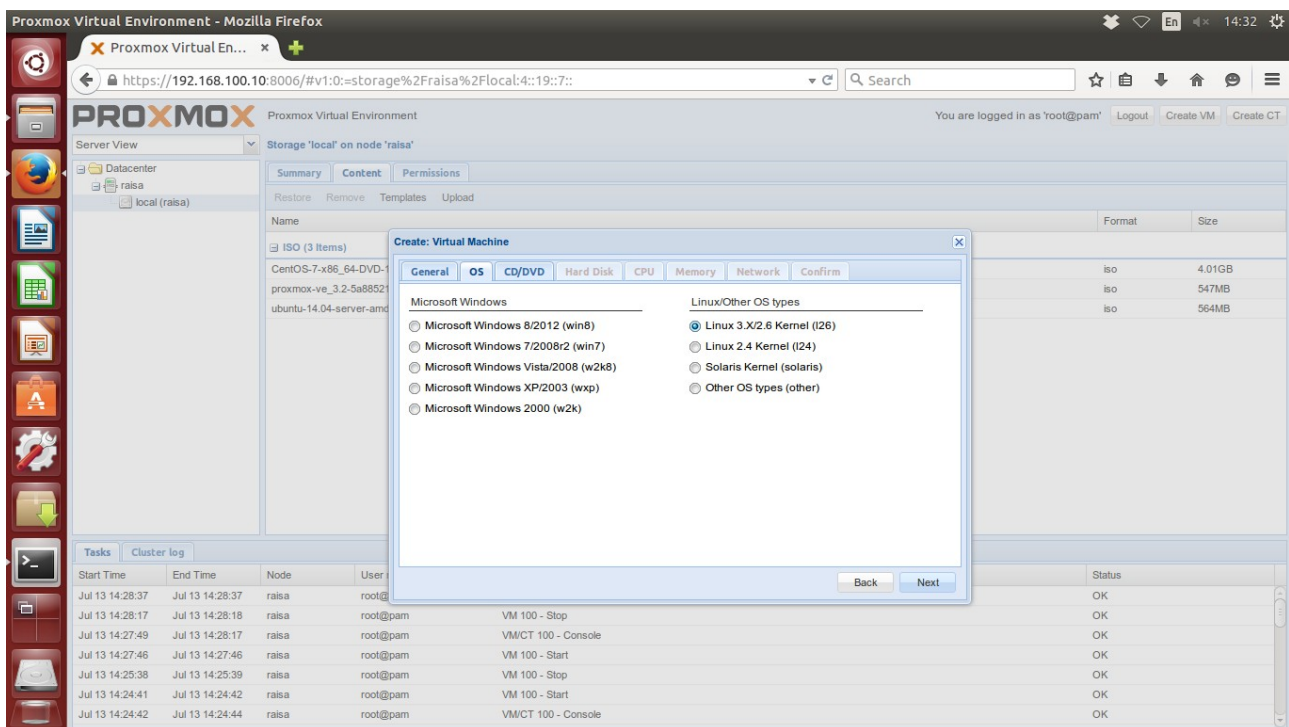 Proxmox Virtual Environment - Mozilla Firefox En 14:32
Proxmox Virtual En... ×
https://192.168.100.10:8006/#v1:0:=storage%2Fraisa%2Flocal:4::19::7:: Search
PROXMOX Proxmox Virtual Environment You are logged in as 'root@pam' Logout Create VM Create CT
Server View Storage 'local' on node 'raisa'
Datacenter
raisa
local (raisa)
Summary Content Permissions
Restore Remove Templates Upload
Name Format Size
ISO (3 Items)
CentOS-7-x86_64-DVD-1 iso 4.01GB
proxmox-ve_3.2-5a88521 iso 547MB
ubuntu-14.04-server-amd iso 564MB
Create: Virtual Machine
General OS CD/DVD Hard Disk CPU Memory Network Confirm
Microsoft Windows
Microsoft Windows 8/2012 (win8)
Microsoft Windows 7/2008r2 (win7)
Microsoft Windows Vista/2008 (w2k8)
Microsoft Windows XP/2003 (wxp)
Microsoft Windows 2000 (w2k)
Linux/Other OS types
Linux 3.X/2.6 Kernel (l26)
Linux 2.4 Kernel (l24)
Solaris Kernel (solaris)
Other OS types (other)
Back Next
Tasks Cluster log
Start Time End Time Node User Status
Jul 13 14:28:37 Jul 13 14:28:37 raisa root@ OK
Jul 13 14:28:17 Jul 13 14:28:18 raisa root@pam VM 100 - Stop OK
Jul 13 14:27:49 Jul 13 14:28:17 raisa root@pam VM/CT 100 - Console OK
Jul 13 14:27:46 Jul 13 14:27:46 raisa root@pam VM 100 - Start OK
Jul 13 14:25:38 Jul 13 14:25:39 raisa root@pam VM 100 - Stop OK
Jul 13 14:24:41 Jul 13 14:24:42 raisa root@pam VM 100 - Start OK
Jul 13 14:24:42 Jul 13 14:24:44 raisa root@pam VM/CT 100 - Console OK